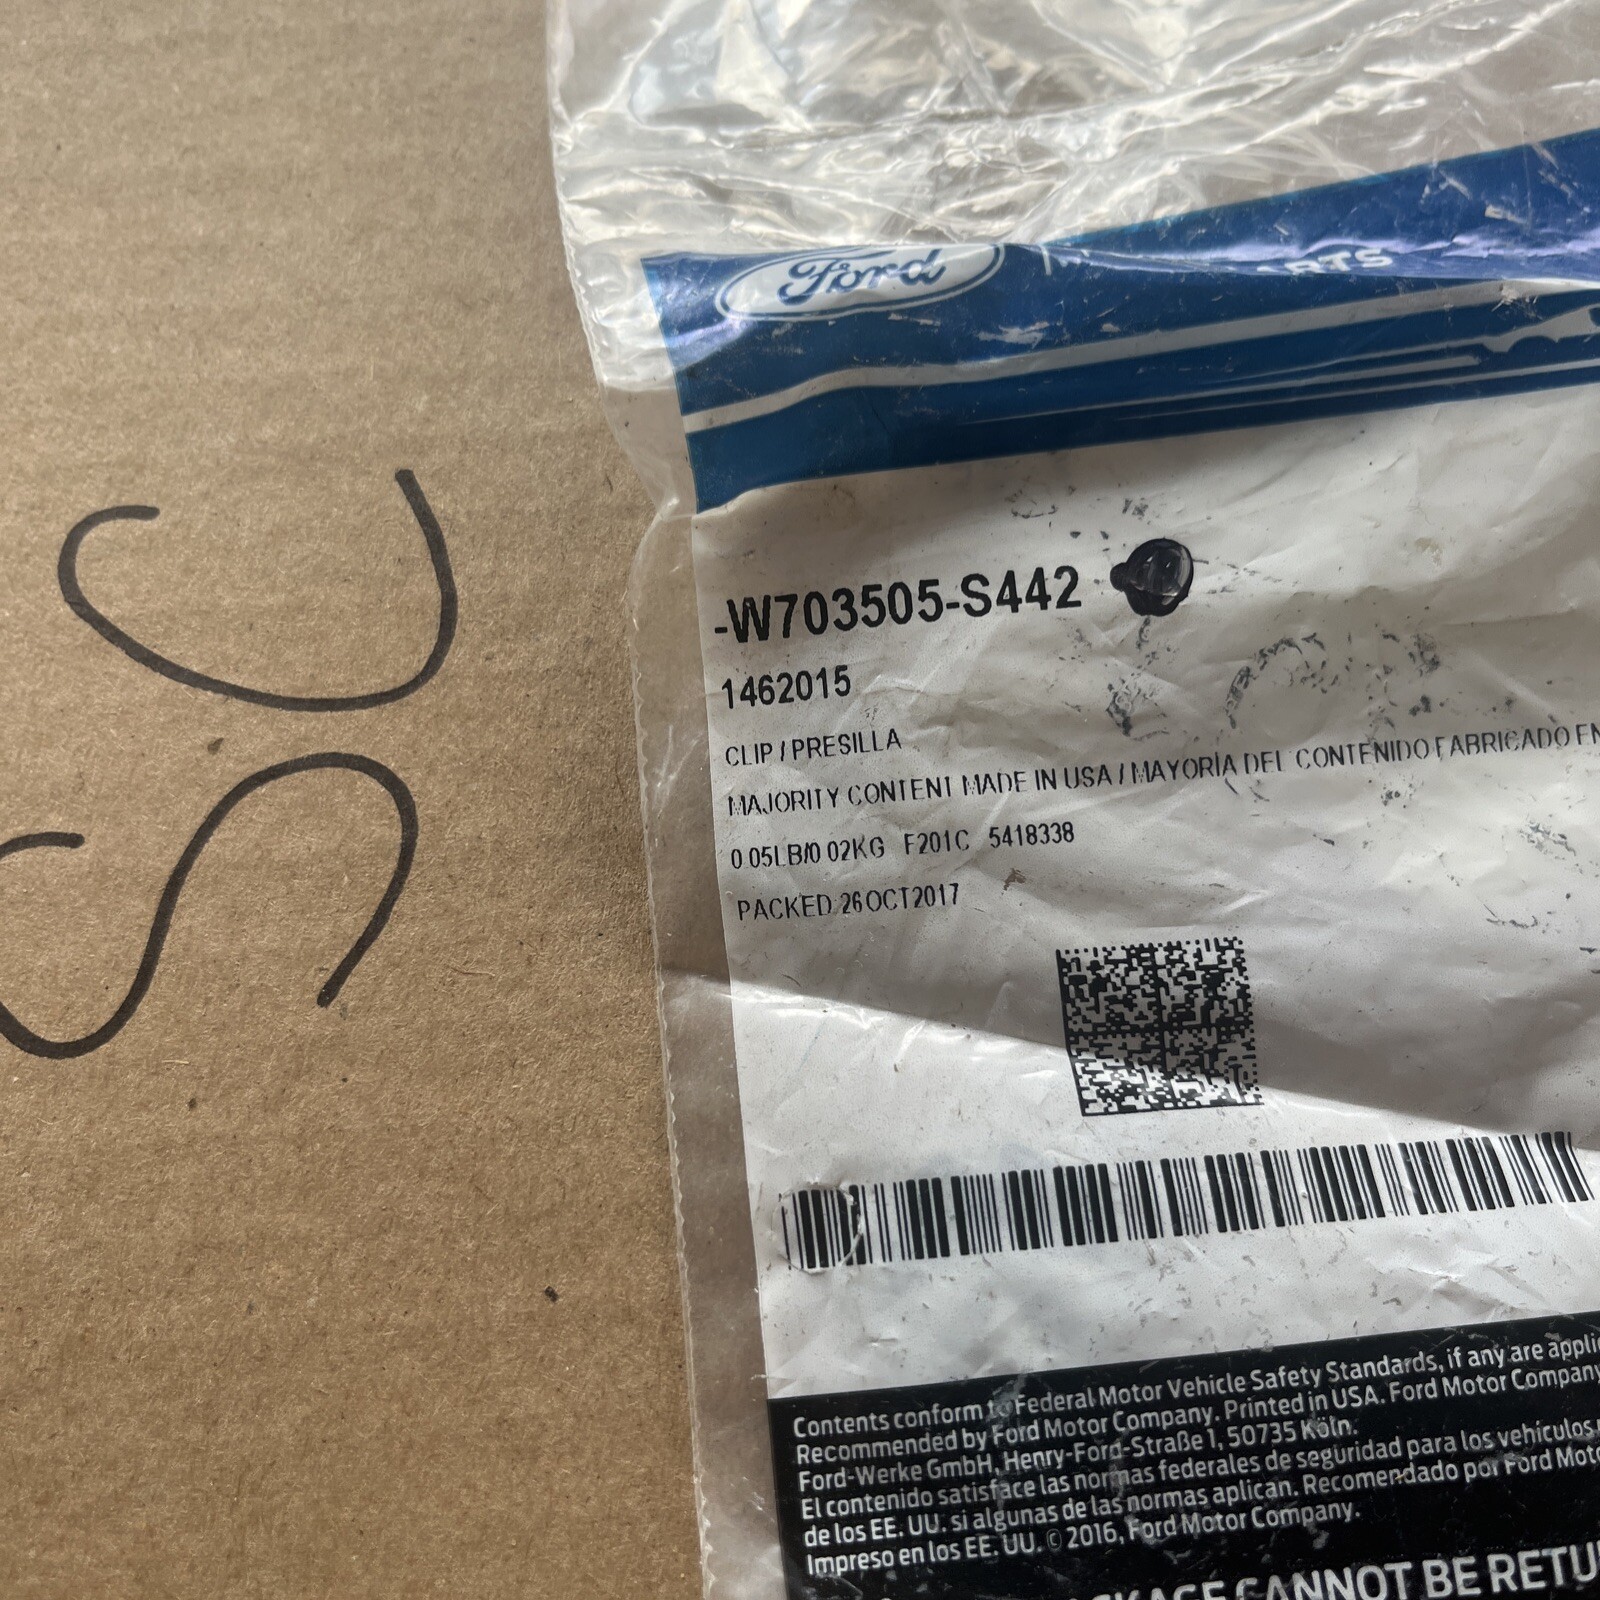 SC
Ford
-W703505-S442
1462015
CLIP / PRESILLA
MAJORITY CONTENT MADE IN USA / MAYORÍA DEL CONTENIDO FABRICADO EN
0 05LB/0 02KG F201C 5418338
PACKED 26OCT2017
Contents conform to Federal Motor Vehicle Safety Standards, if any are
Recommended by Ford Motor Company. Printed in USA. Ford Motor Company
Ford-Werke GmbH, Henry-Ford-Straße 1, 50735 Köln.
El contenido satisface las normas federales de seguridad para los vehículos
de los EE. UU. si algunas de las normas aplican. Recomendado por Ford
Impreso en los EE. UU. © 2016, Ford Motor Company.
CANNOT BE